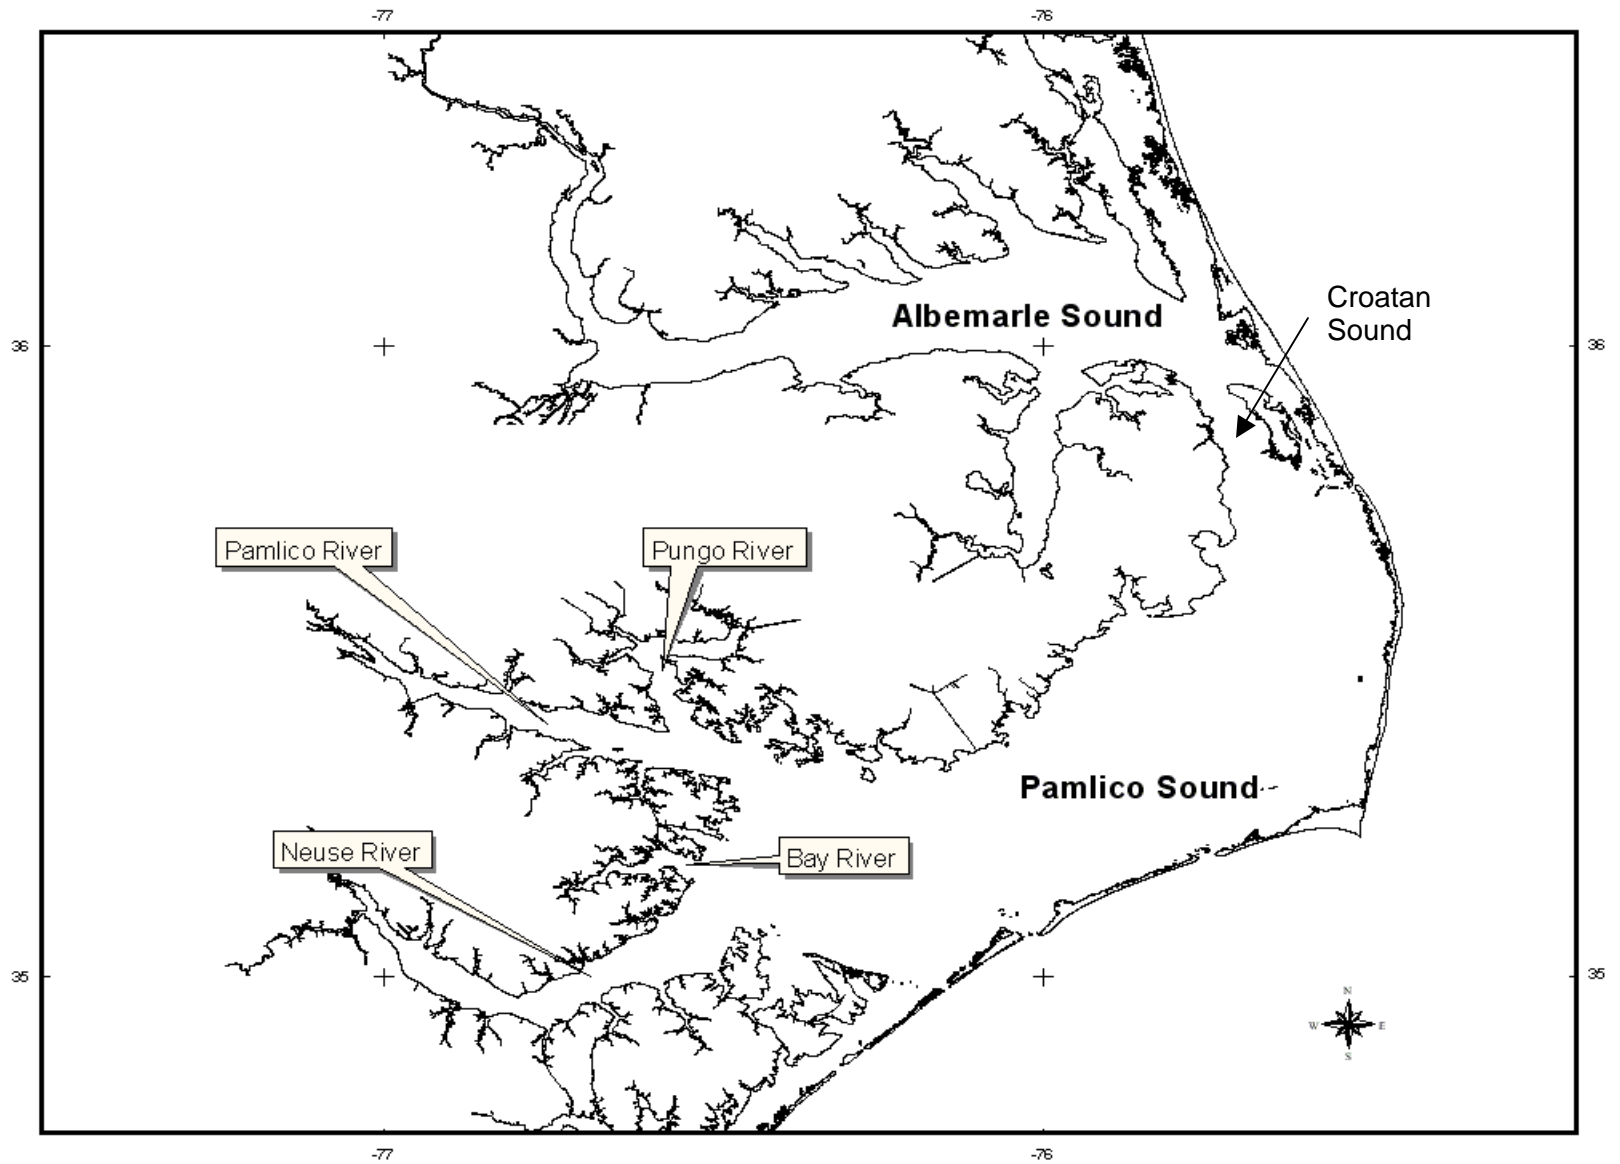 -77
-76
Croatan
Sound
Albemarle Sound
36
36
Pamlico River
Pungo River
Pamlico Sound
Neuse River
Bay River
35
35
N
W E
S
-77
-76